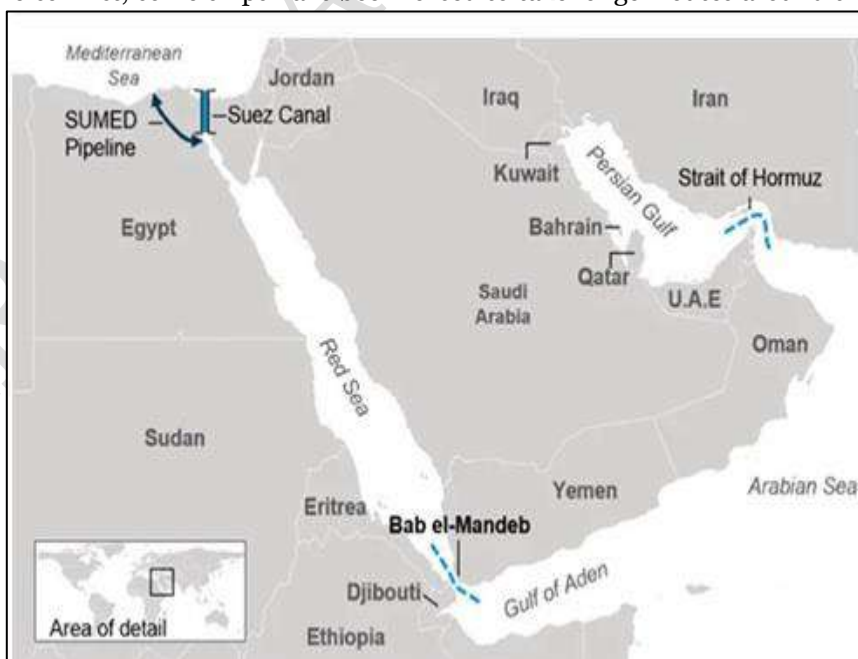 Mediterranean
Sea
Jordan
Iraq
Iran
SUMED
Pipeline
Suez Canal
Kuwait
Persian Gulf
Strait of Hormuz
Egypt
Bahrain
Qatar
Saudi
Arabia
U.A.E
Oman
Red Sea
Sudan
Yemen
Arabian Sea
Eritrea
Bab el-Mandeb
Gulf of Aden
Djibouti
Ethiopia
Area of detail